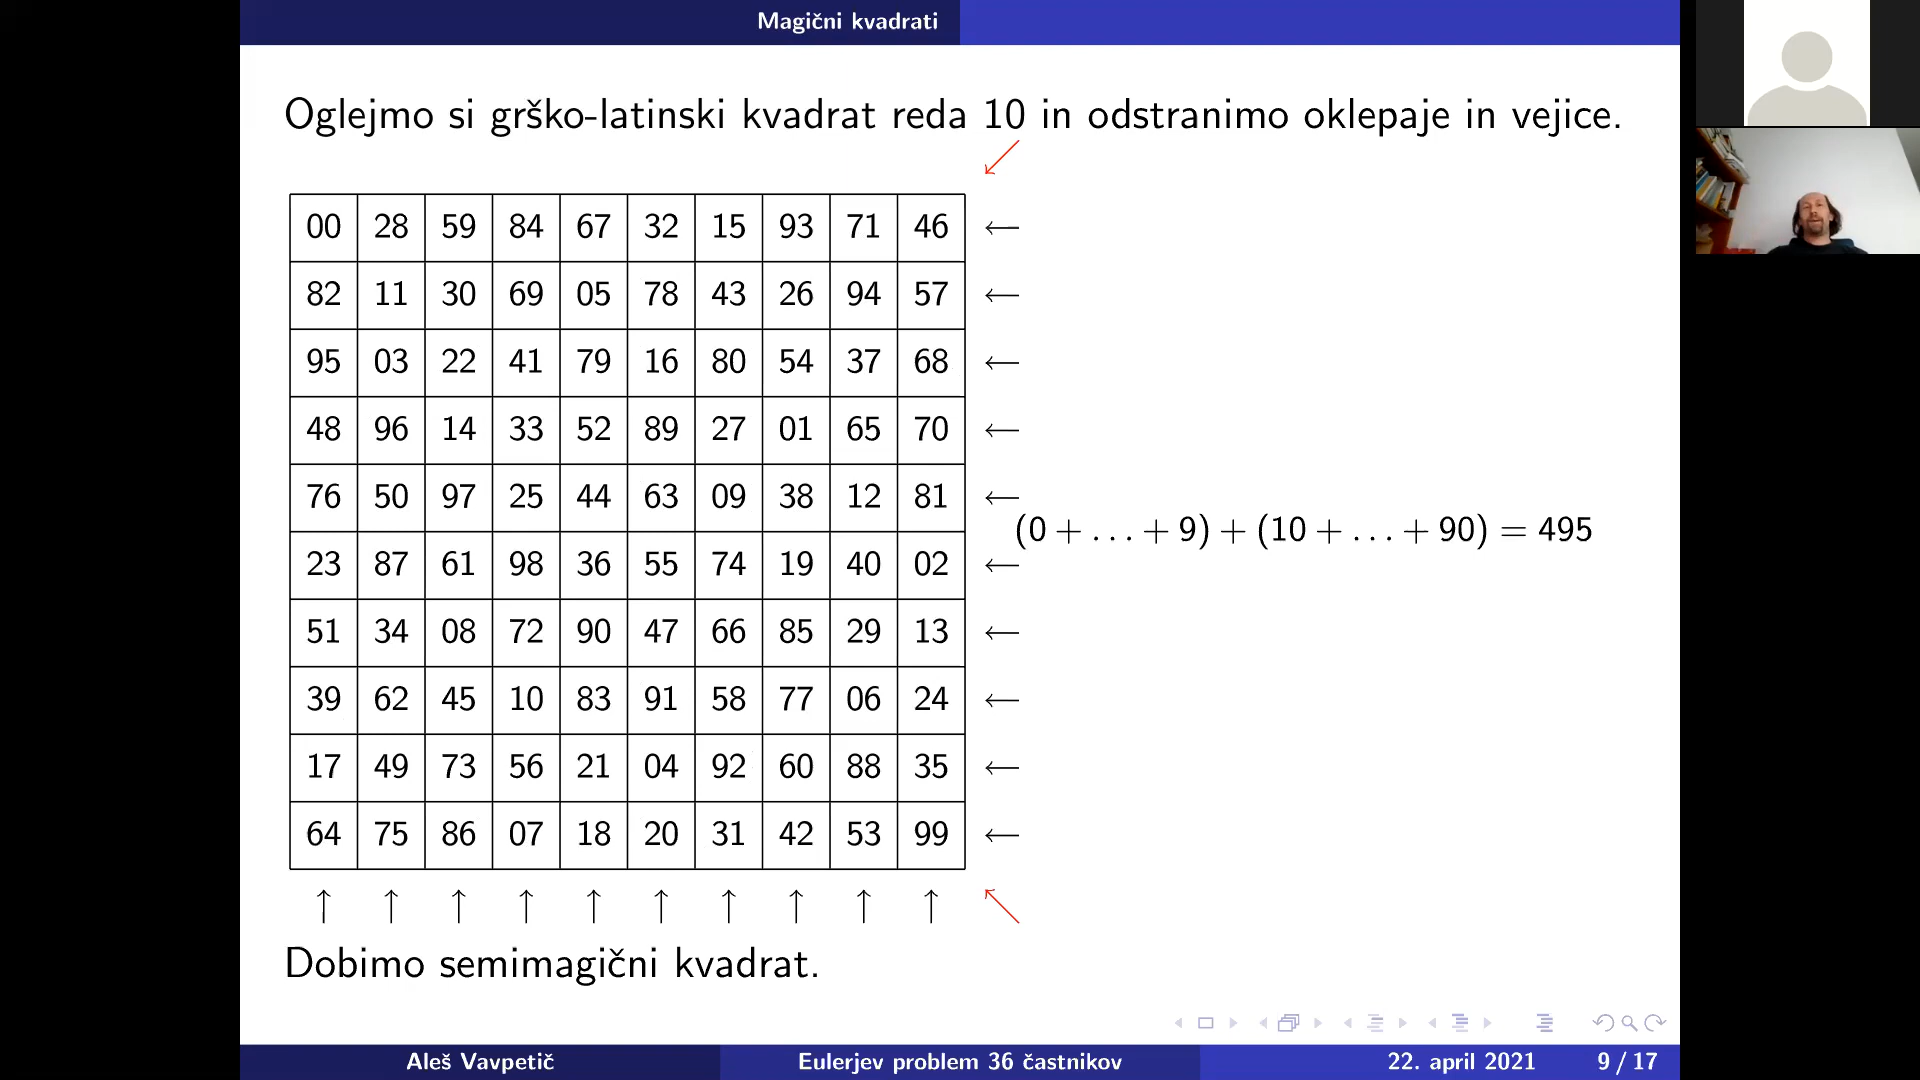 Magični kvadrati
Oglejmo si grško-latinski kvadrat reda 10 in odstranimo oklepaje in vejice.
00 28 59 84 67 32 15 93 71 46
82 11 30 69 05 78 43 26 94 57
95 03 22 41 79 16 80 54 37 68
48 96 14 33 52 89 27 01 65 70
76 50 97 25 44 63 09 38 12 81
(0 + ... + 9) + (10 + ... + 90) = 495
23 87 61 98 36 55 74 19 40 02
51 34 08 72 90 47 66 85 29 13
39 62 45 10 83 91 58 77 06 24
17 49 73 56 21 04 92 60 88 35
64 75 86 07 18 20 31 42 53 99
Dobimo semimagični kvadrat.
Aleš Vavpetič Eulerjev problem 36 častnikov 22. april 2021 9 / 17